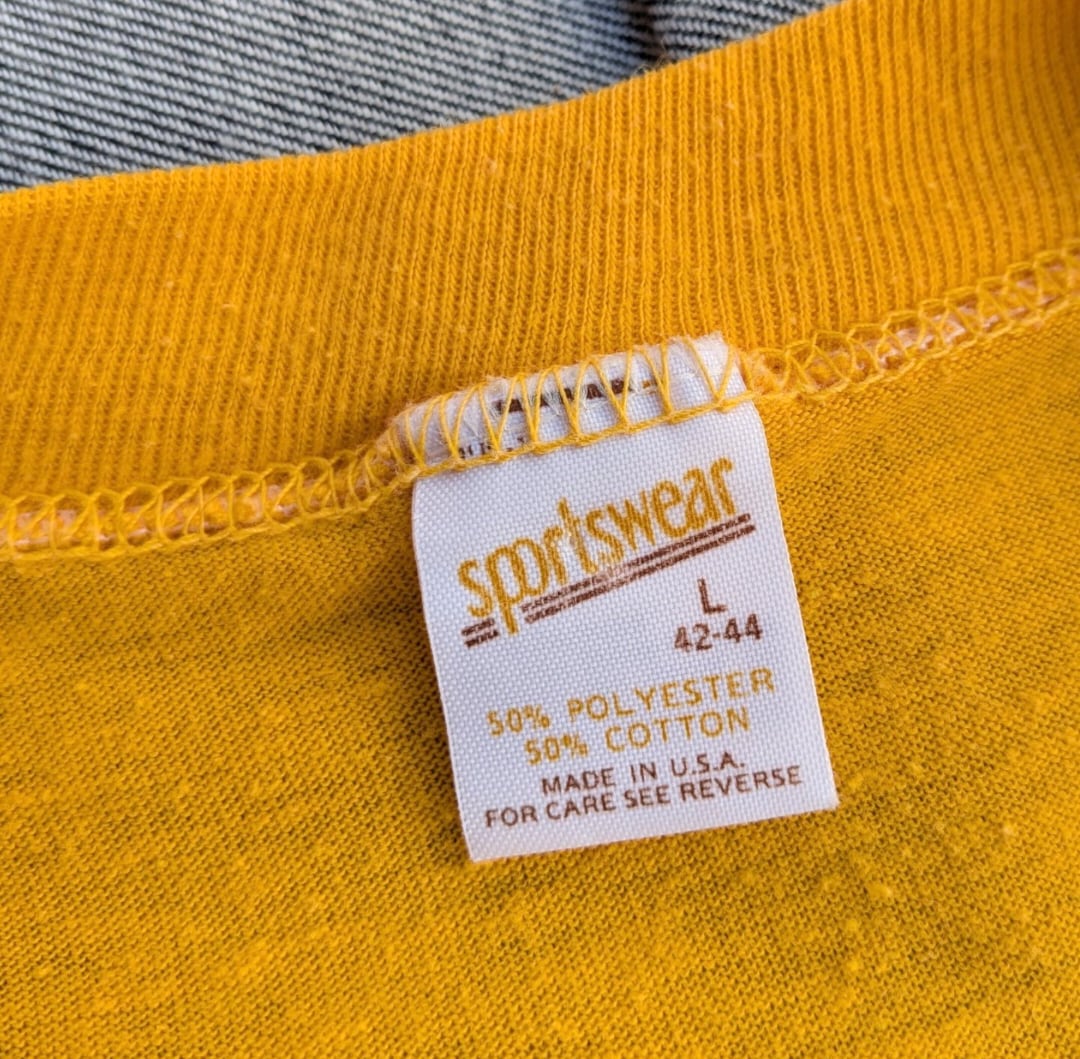 sportswear
L
42-44
50% POLYESTER
50% COTTON
MADE IN U.S.A.
FOR CARE SEE REVERSE